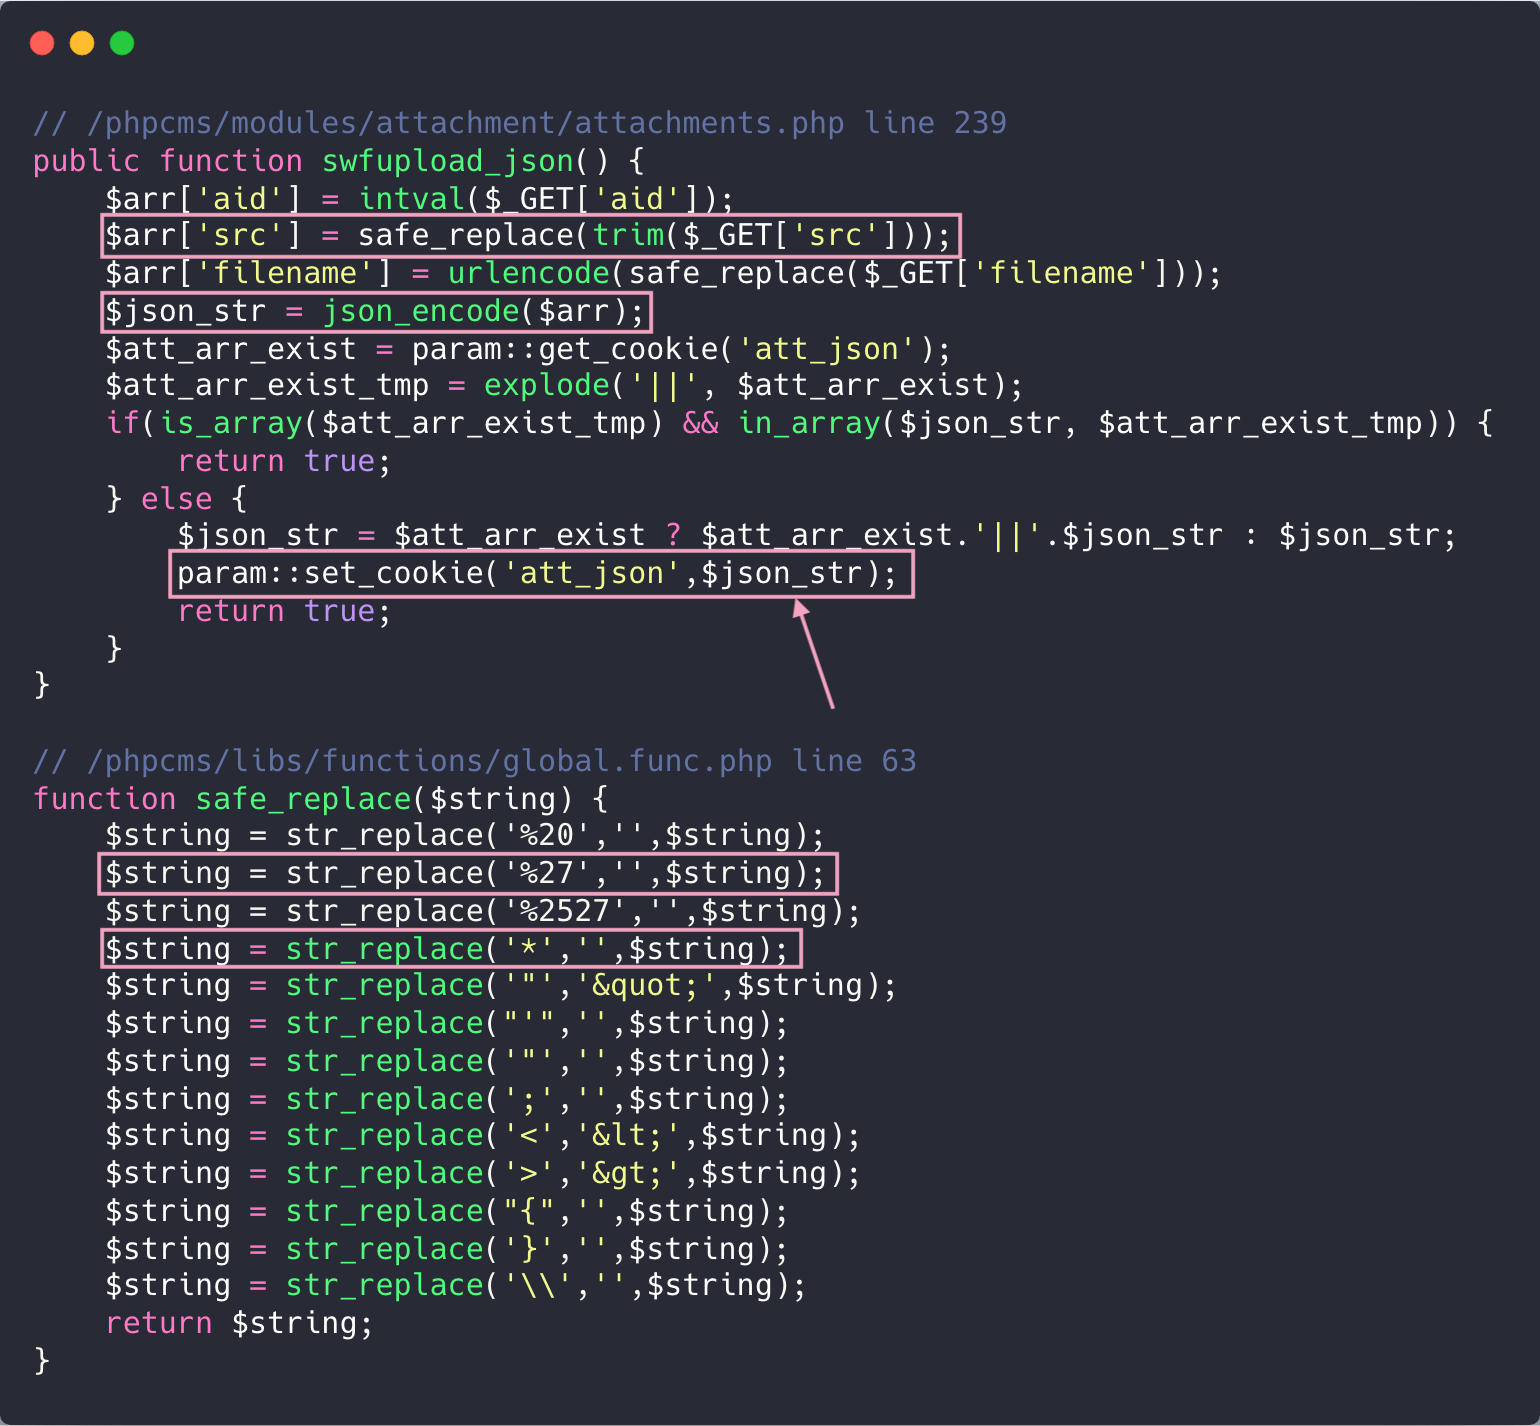 // /phpcms/modules/attachment/attachments.php line 239
public function swfupload_json() {
    $arr['aid'] = intval($_GET['aid']);
    $arr['src'] = safe_replace(trim($_GET['src']));
    $arr['filename'] = urlencode(safe_replace($_GET['filename']));
    $json_str = json_encode($arr);
    $att_arr_exist = param::get_cookie('att_json');
    $att_arr_exist_tmp = explode('||', $att_arr_exist);
    if(is_array($att_arr_exist_tmp) && in_array($json_str, $att_arr_exist_tmp)) {
        return true;
    } else {
        $json_str = $att_arr_exist ? $att_arr_exist.'||'.$json_str : $json_str;
        param::set_cookie('att_json',$json_str);
        return true;
    }
}
// /phpcms/libs/functions/global.func.php line 63
function safe_replace($string) {
    $string = str_replace('%20','',$string);
    $string = str_replace('%27','',$string);
    $string = str_replace('%2527','',$string);
    $string = str_replace('*','',$string);
    $string = str_replace('"','&quot;',$string);
    $string = str_replace("'",'',$string);
    $string = str_replace('"','',$string);
    $string = str_replace(';','',$string);
    $string = str_replace('<','&lt;',$string);
    $string = str_replace('>','&gt;',$string);
    $string = str_replace("{",'',$string);
    $string = str_replace('}','',$string);
    $string = str_replace('\\','',$string);
    return $string;
}